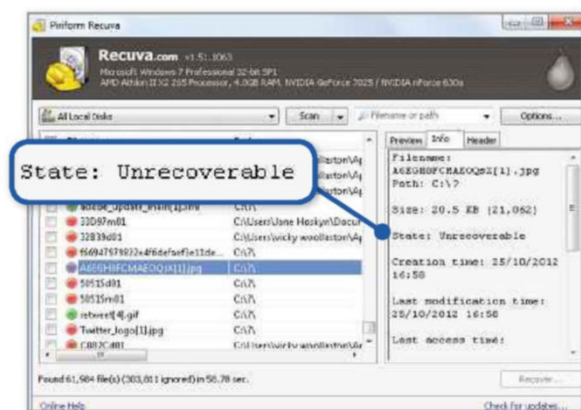 Piriform Recuva
Recuva.com v1.51.1063
Microsoft Windows 7 Professional 32-bit SP1
AMD Athlon II X2 255 Processor, 4.0GB RAM, NVIDIA GeForce 7025 / NVIDIA nForce 630a
All Local Disks
Scan
Filename or path
Options...
Preview
Info
Header
State: Unrecoverable
33D97m01 C:\Users\Jane Hoskyn\Docur
32B39d01 C:\Users\vicky woollaston\Ap
C:\?\
A6EGH8FCMAEOQsX[1].jpg C:\?\
50515d01 C:\?\
50515m01 C:\?\
retweet[4].gif C:\?\
Twitter_logo[1].jpg C:\?\
C887Cd01 C:\Users\vicky woollaston\Ap
Filename:
A6EGH8FCMAEOQsX[1].jpg
Path: C:\?
Size: 20.5 KB (21,062)
State: Unrecoverable
Creation time: 25/10/2012
16:58
Last modification time:
25/10/2012 16:58
Last access time:
Found 61,984 file(s) (303,811 ignored) in 58.78 sec.
Recover...
Online Help
Check for updates...